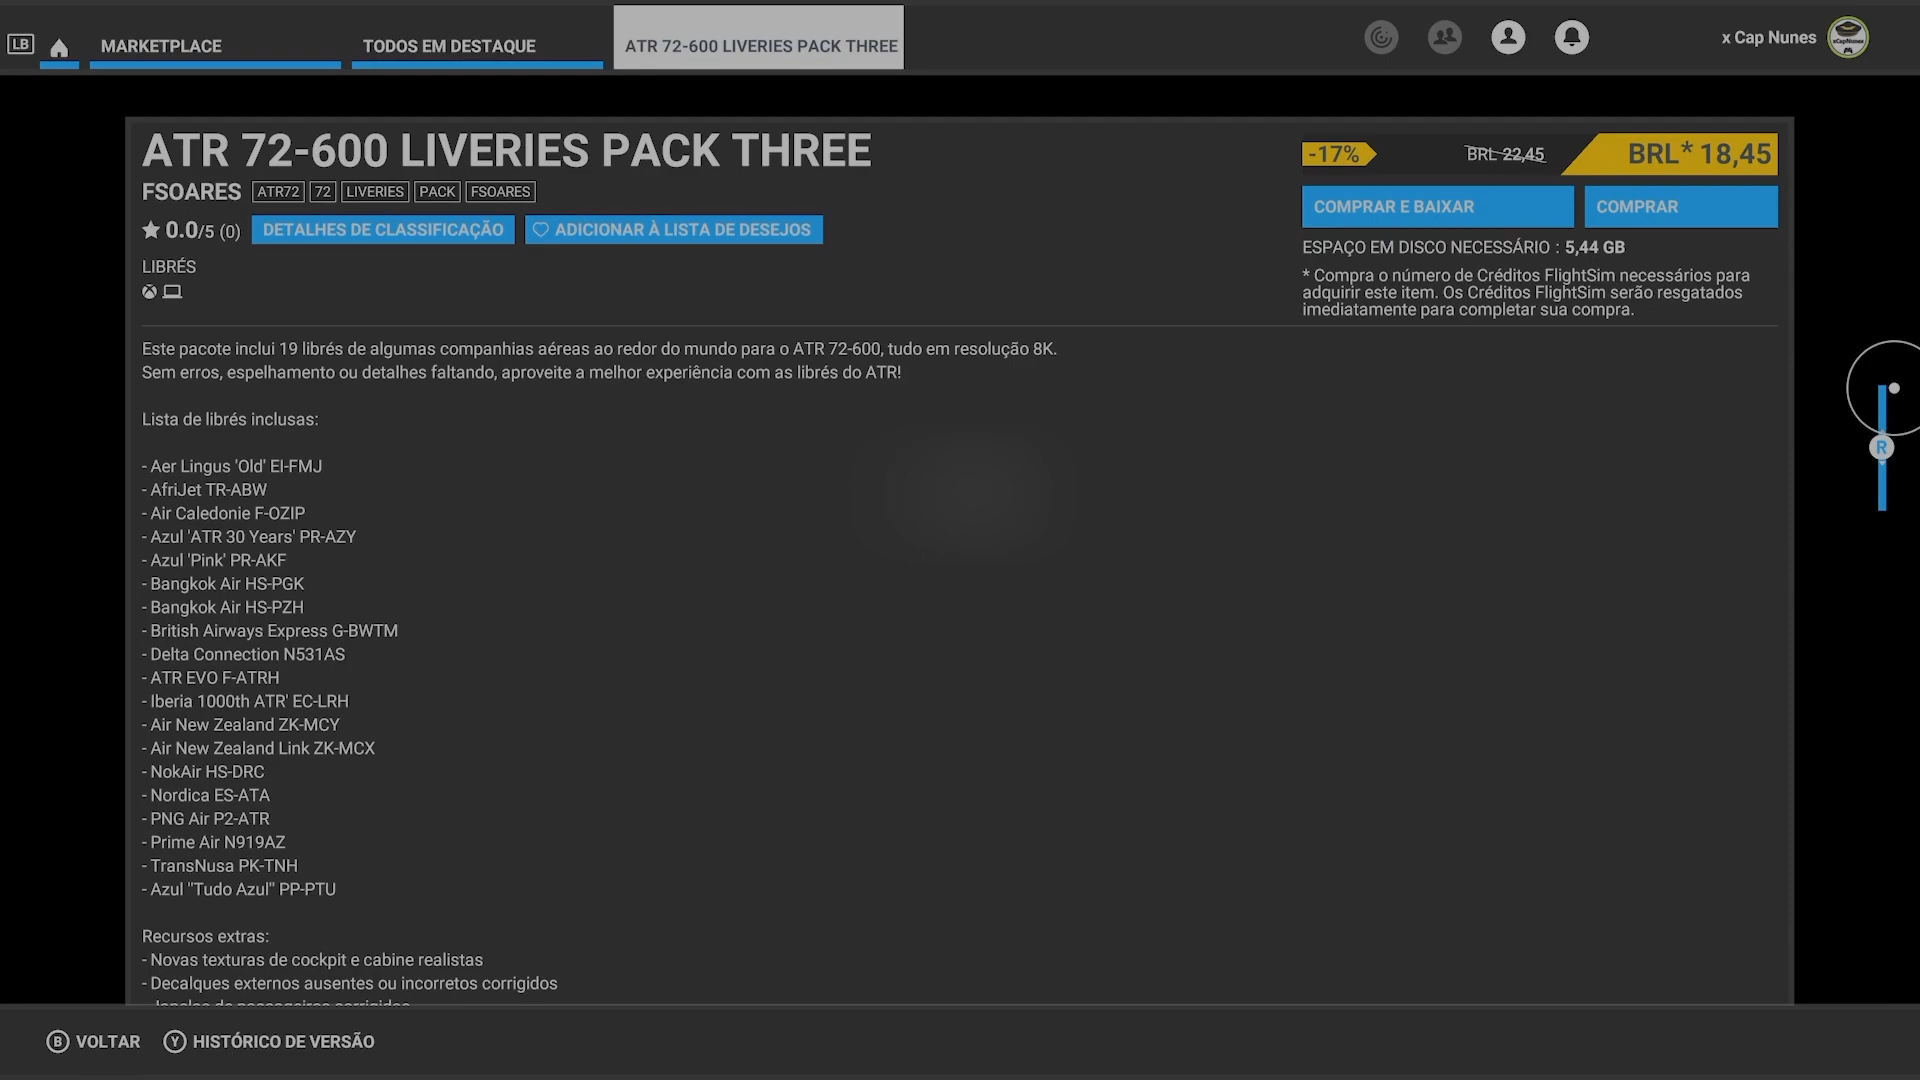 LB
MARKETPLACE
TODOS EM DESTAQUE
ATR 72-600 LIVERIES PACK THREE
x Cap Nunes
ATR 72-600 LIVERIES PACK THREE
FSOARES ATR72 72 LIVERIES PACK FSOARES
0.0/5 (0) DETALHES DE CLASSIFICAÇÃO ADICIONAR À LISTA DE DESEJOS
LIBRÉS
-17% BRL 22,45 BRL* 18,45
COMPRAR E BAIXAR COMPRAR
ESPAÇO EM DISCO NECESSÁRIO : 5,44 GB
* Compra o número de Créditos FlightSim necessários para
adquirir este item. Os Créditos FlightSim serão resgatados
imediatamente para completar sua compra.
Este pacote inclui 19 librés de algumas companhias aéreas ao redor do mundo para o ATR 72-600, tudo em resolução 8K.
Sem erros, espelhamento ou detalhes faltando, aproveite a melhor experiência com as librés do ATR!
Lista de librés inclusas:
- Aer Lingus 'Old' EI-FMJ
- AfriJet TR-ABW
- Air Caledonie F-OZIP
- Azul 'ATR 30 Years' PR-AZY
- Azul 'Pink' PR-AKF
- Bangkok Air HS-PGK
- Bangkok Air HS-PZH
- British Airways Express G-BWTM
- Delta Connection N531AS
- ATR EVO F-ATRH
- Iberia 1000th ATR' EC-LRH
- Air New Zealand ZK-MCY
- Air New Zealand Link ZK-MCX
- NokAir HS-DRC
- Nordica ES-ATA
- PNG Air P2-ATR
- Prime Air N919AZ
- TransNusa PK-TNH
- Azul "Tudo Azul" PP-PTU
Recursos extras:
- Novas texturas de cockpit e cabine realistas
- Decalques externos ausentes ou incorretos corrigidos
R
B VOLTAR Y HISTÓRICO DE VERSÃO